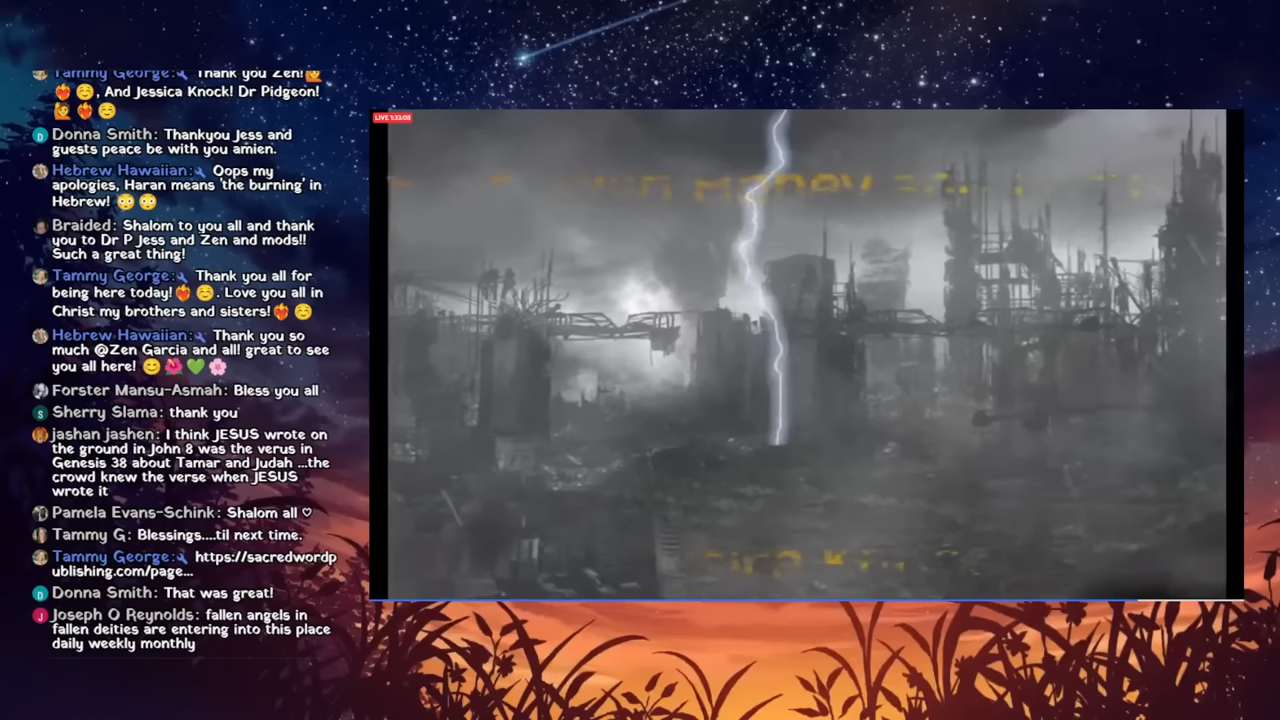 Tammy George: Thank you Zen!
, And Jessica Knock! Dr Pidgeon!
Donna Smith: Thankyou Jess and
guests peace be with you amien.
Hebrew Hawaiian: Oops my
apologies, Haran means 'the burning' in
Hebrew!
Braided: Shalom to you all and thank
you to Dr P Jess and Zen and mods!!
Such a great thing!
Tammy George: Thank you all for
being here today! . Love you all in
Christ my brothers and sisters!
Hebrew Hawaiian: Thank you so
much @Zen Garcia and all! great to see
you all here!
Forster Mansu-Asmah: Bless you all
Sherry Slama: thank you
jashan jashen: I think JESUS wrote on
the ground in John 8 was the verus in
Genesis 38 about Tamar and Judah ...the
crowd knew the verse when JESUS
wrote it
Pamela Evans-Schink: Shalom all ♡
Tammy G: Blessings....til next time.
Tammy George: https://sacredwordp
ublishing.com/page...
Donna Smith: That was great!
Joseph O Reynolds: fallen angels in
fallen deities are entering into this place
daily weekly monthly
LIVE 1:33:08